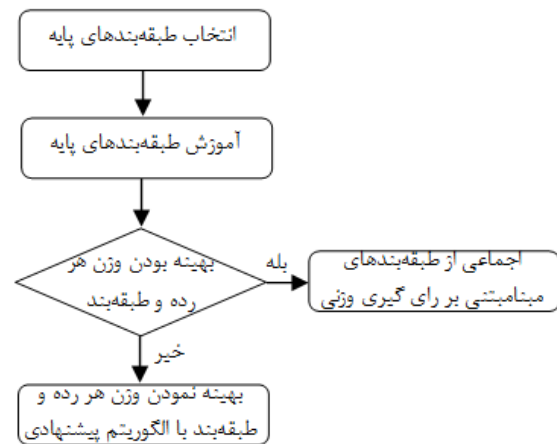 انتخاب طبقه‌بندهای پایه
آموزش طبقه‌بندهای پایه
بهینه بودن وزن هر
رده و طبقه‌بند
بله
اجماعی از طبقه‌بندهای
مبنامبتنی بر رای گیری وزنی
خیر
بهینه نمودن وزن هر رده و
طبقه‌بند با الگوریتم پیشنهادی